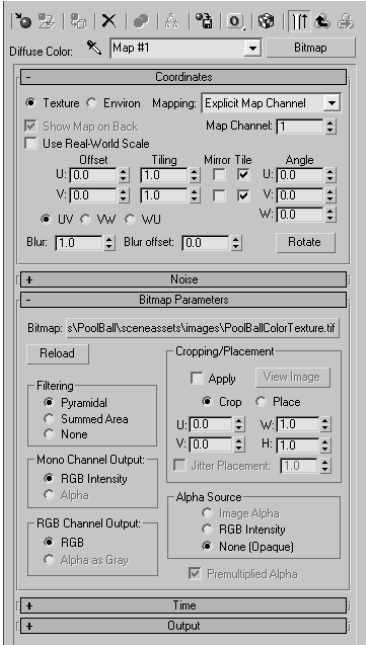 Diffuse Color: Map #1 Bitmap
- Coordinates
Texture Environ Mapping: Explicit Map Channel
Show Map on Back Map Channel: 1
Use Real-World Scale
Offset Tiling Mirror Tile Angle
U: 0.0 1.0 U: 0.0
V: 0.0 1.0 V: 0.0
UV VW WU W: 0.0
Blur: 1.0 Blur offset: 0.0 Rotate
+ Noise
- Bitmap Parameters
Bitmap: s\PoolBall\sceneassets\images\PoolBallColorTexture.tif
Reload
Cropping/Placement
Apply View Image
Crop Place
U: 0.0 W: 1.0
V: 0.0 H: 1.0
Jitter Placement: 1.0
Filtering
Pyramidal
Summed Area
None
Mono Channel Output:
RGB Intensity
Alpha
RGB Channel Output:
RGB
Alpha as Gray
Alpha Source
Image Alpha
RGB Intensity
None (Opaque)
Premultiplied Alpha
+ Time
+ Output